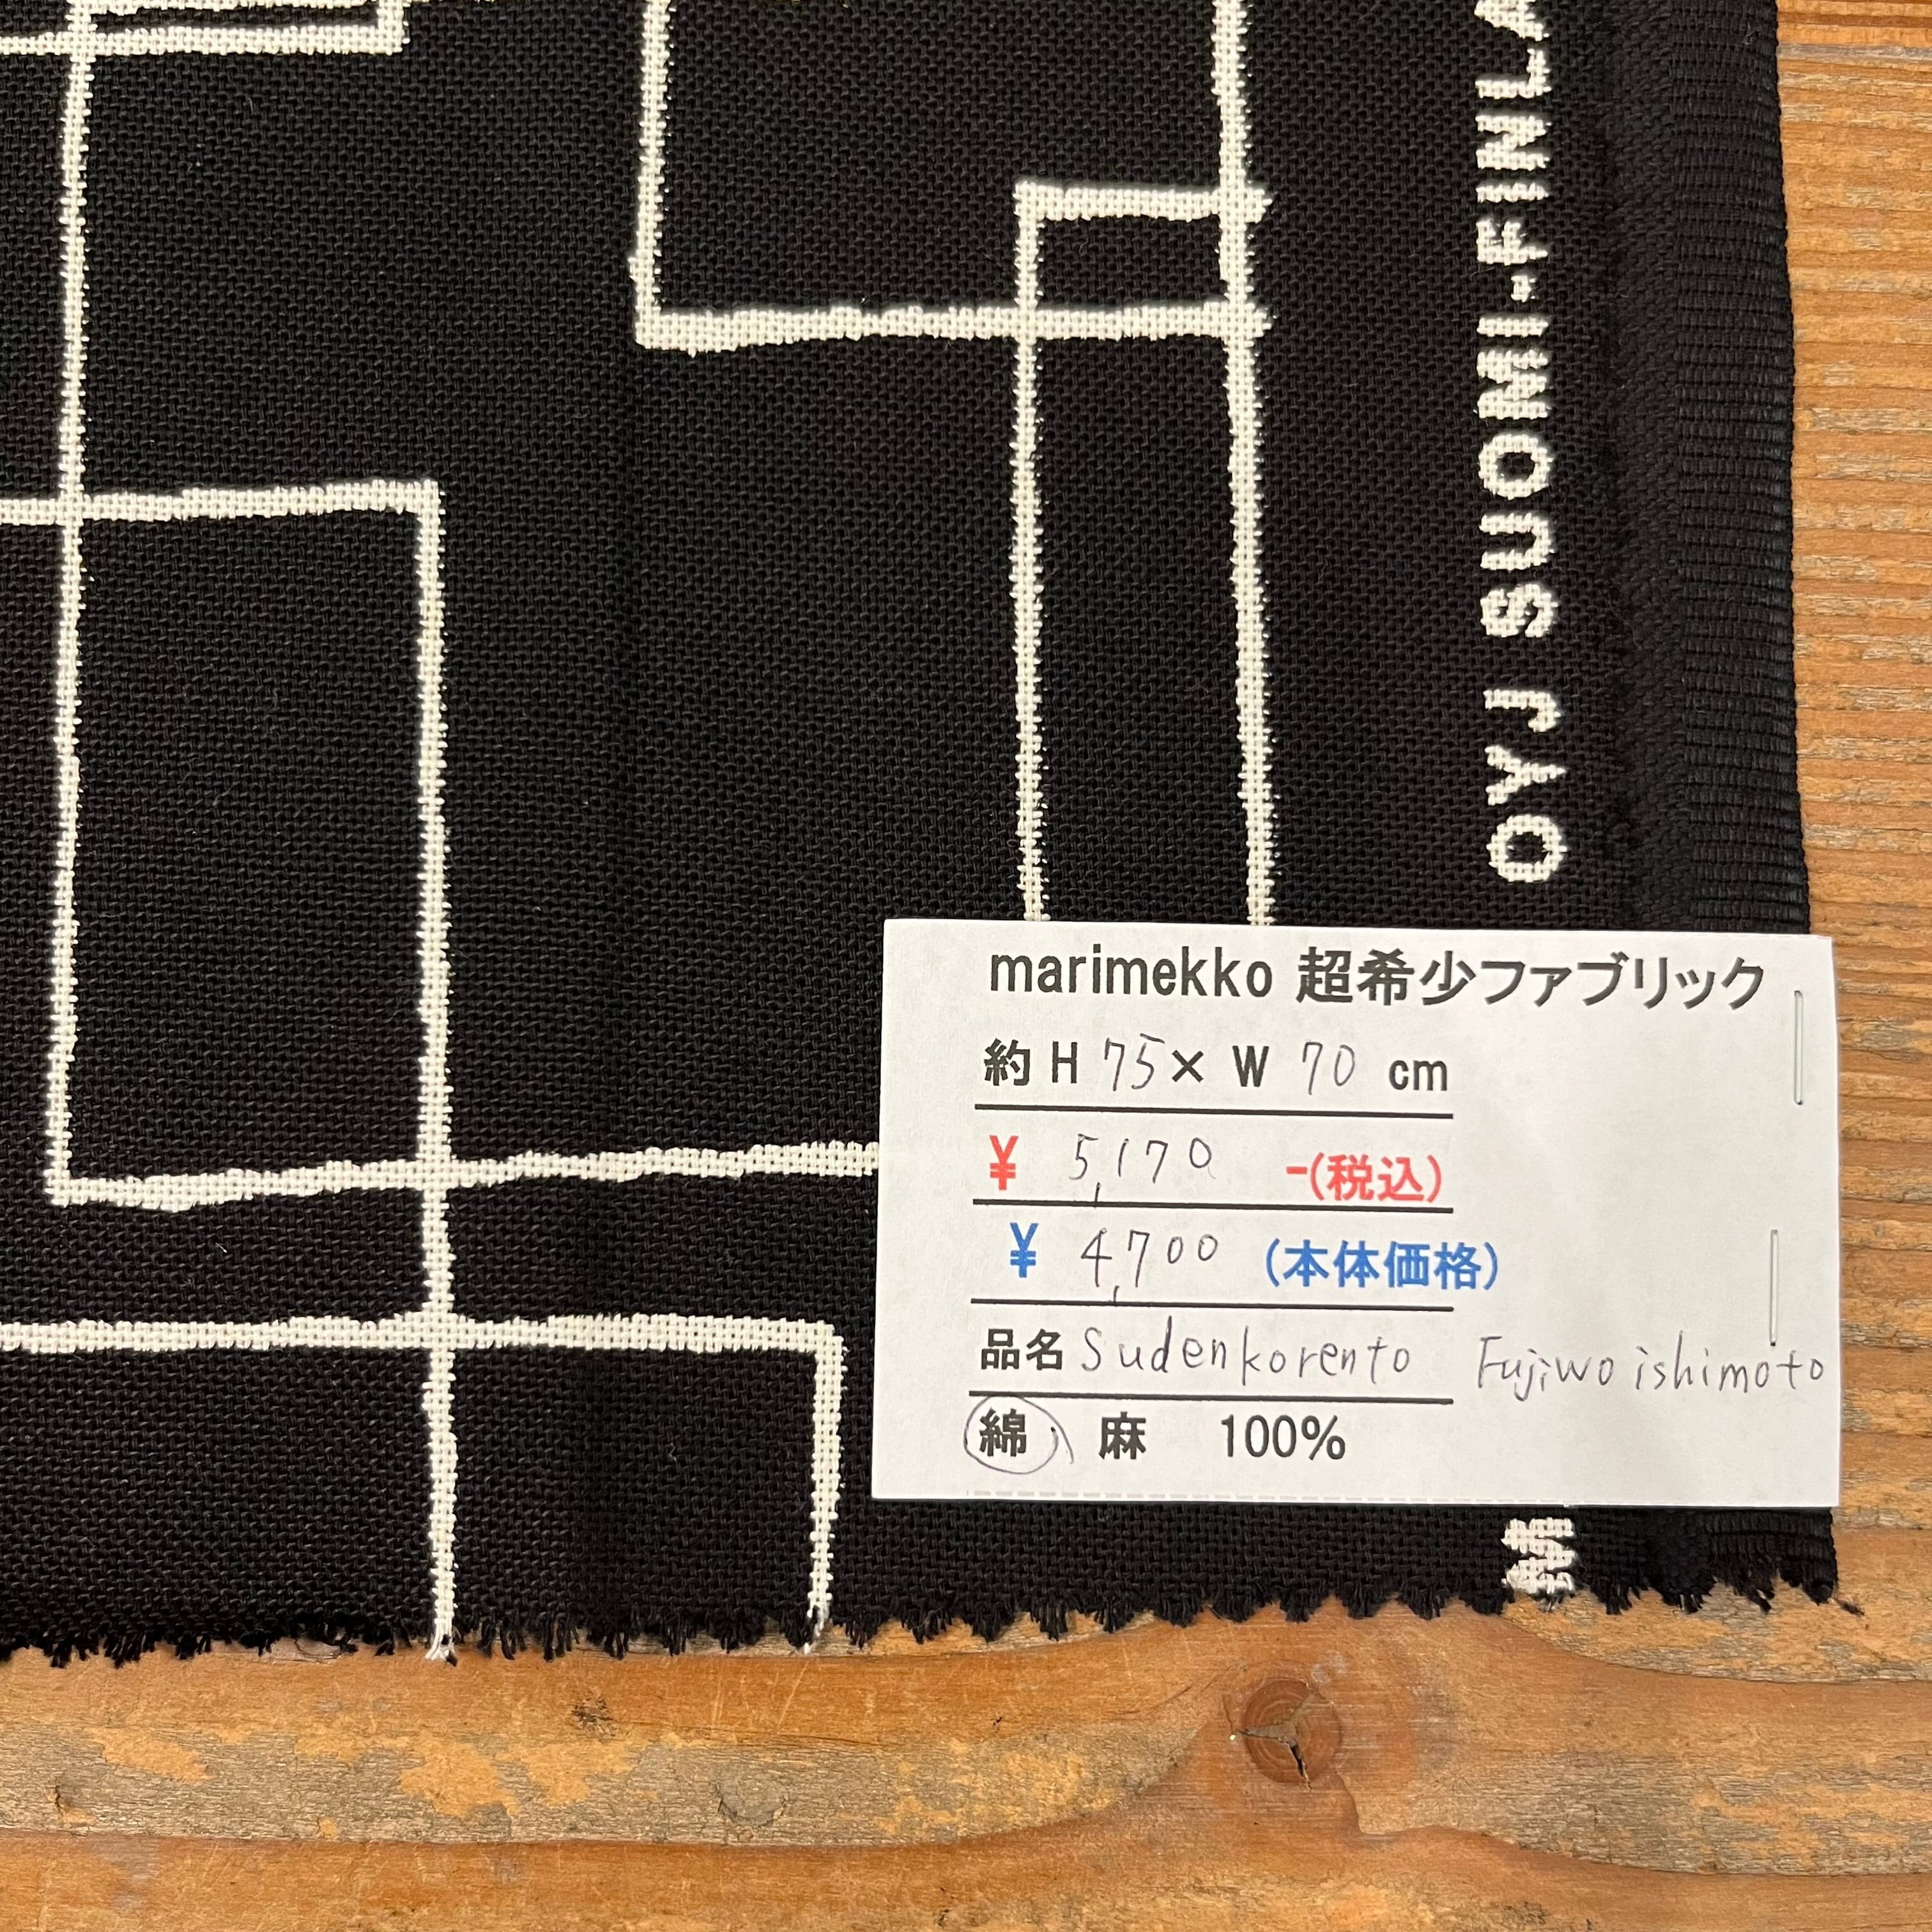 OYJ SUOMI-FINLA
marimekko 超希少ファブリック
約 H 75 × W 70 cm
¥ 5,170 -(税込)
¥ 4,700 (本体価格)
品名 Sudenkorento Fujiwo ishimoto
綿、麻 100%
M